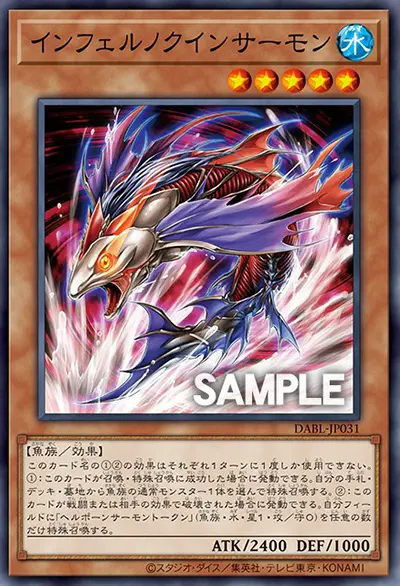 インフェルノクインサーモン
水
SAMPLE
DABL-JP031
【魚族／効果】
このカード名の①②の効果はそれぞれ1ターンに1度しか使用できない。
①：このカードが召喚・特殊召喚に成功した場合に発動できる。自分の手札・
デッキ・墓地から魚族の通常モンスター1体を選んで特殊召喚する。②：この
カードが戦闘または相手の効果で破壊された場合に発動できる。自分フィー
ルドに「ヘルポーンサーモントークン」（魚族・水・星1・攻／守0）を任意の数
だけ特殊召喚する。
ATK/2400 DEF/1000
©スタジオ・ダイス／集英社・テレビ東京・KONAMI